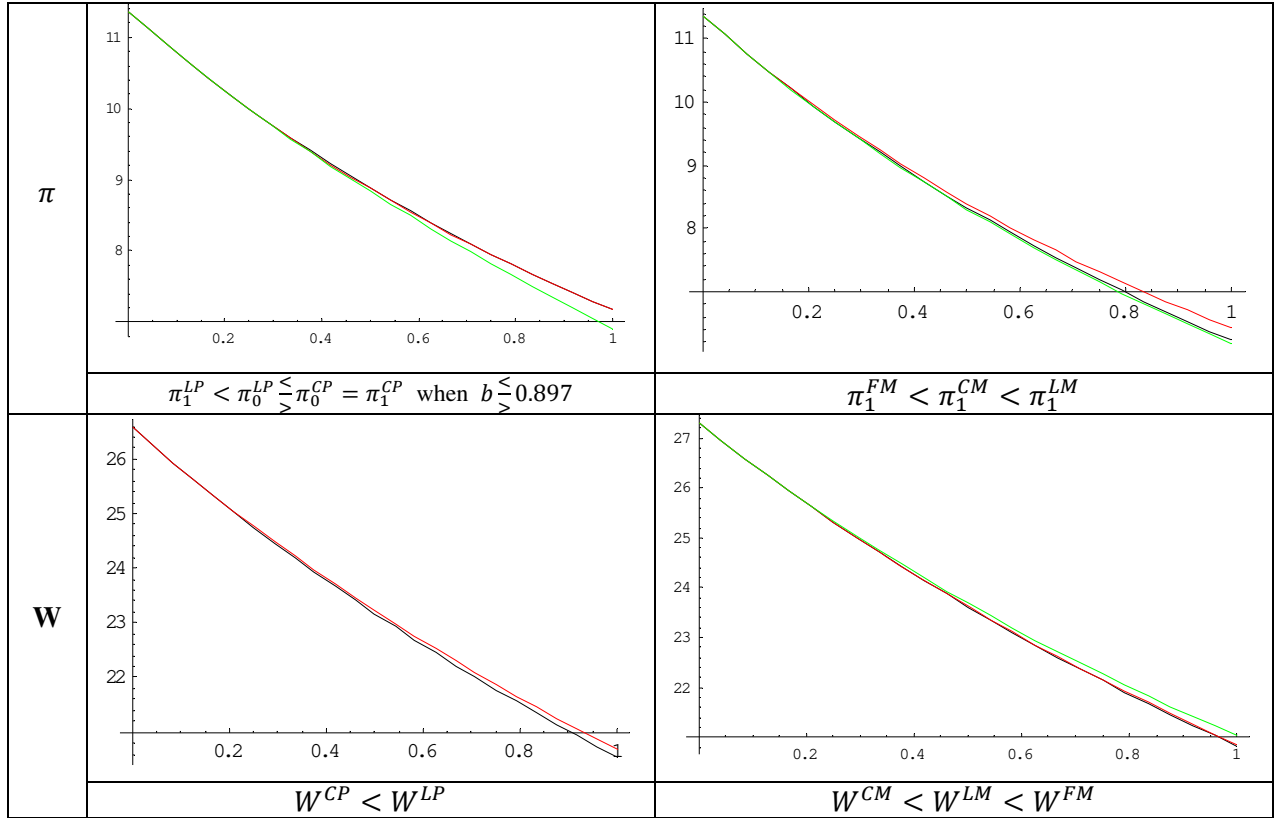 π
11
10
9
8
0.2 0.4 0.6 0.8 1
11
10
9
8
0.2 0.4 0.6 0.8 1
π₁^LP < π₀^LP ≶ π₀^CP = π₁^CP when b ≶ 0.897
π₁^FM < π₁^CM < π₁^LM
W
26
25
24
23
22
0.2 0.4 0.6 0.8 1
27
26
25
24
23
22
0.2 0.4 0.6 0.8 1
W^CP < W^LP
W^CM < W^LM < W^FM